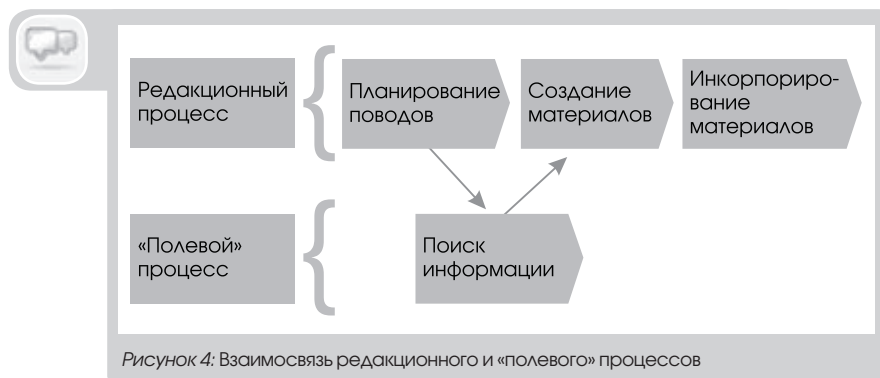 Редакционный
процесс
Планирование
поводов
Создание
материалов
Инкорпориро-
вание
материалов
«Полевой»
процесс
Поиск
информации
Рисунок 4: Взаимосвязь редакционного и «полевого» процессов